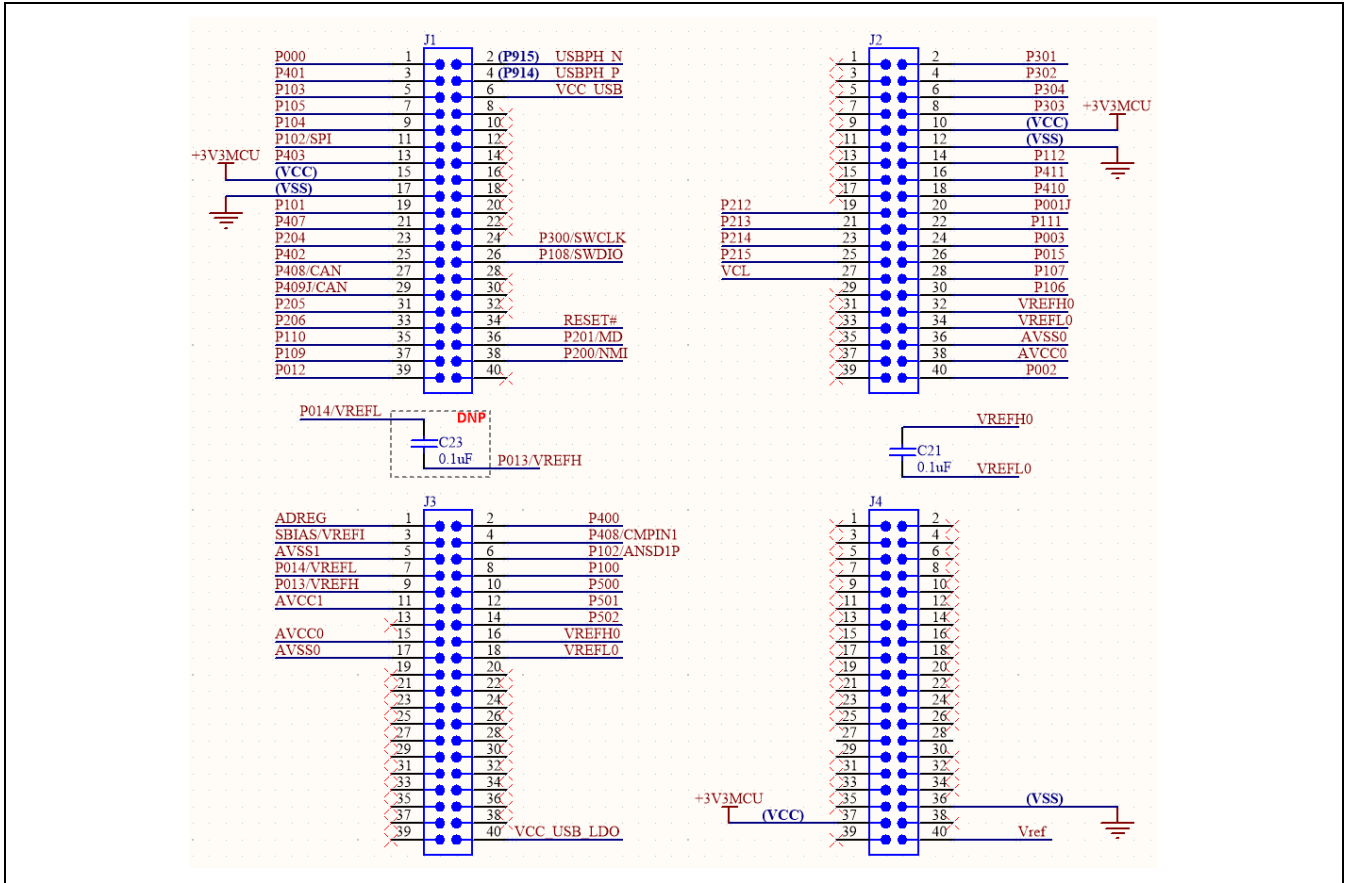 J1
P000 1 2 (P915) USBPH_N
P401 3 4 (P914) USBPH_P
P103 5 6 VCC_USB
P105 7 8
P104 9 10
P102/SPI 11 12
+3V3MCU P403 13 14
(VCC) 15 16
(VSS) 17 18
P101 19 20
P407 21 22
P204 23 24 P300/SWCLK
P402 25 26 P108/SWDIO
P408/CAN 27 28
P409J/CAN 29 30
P205 31 32
P206 33 34 RESET#
P110 35 36 P201/MD
P109 37 38 P200/NMI
P012 39 40
J2
1 2 P301
3 4 P302
5 6 P304
7 8 P303 +3V3MCU
9 10 (VCC)
11 12 (VSS)
13 14 P112
15 16 P411
17 18 P410
P212 19 20 P001J
P213 21 22 P111
P214 23 24 P003
P215 25 26 P015
VCL 27 28 P107
29 30 P106
31 32 VREFH0
33 34 VREFL0
35 36 AVSS0
37 38 AVCC0
39 40 P002
P014/VREFL DNP
C23
0.1uF P013/VREFH
VREFH0
C21
0.1uF VREFL0
J3
ADREG 1 2 P400
SBIAS/VREFI 3 4 P408/CMPIN1
AVSS1 5 6 P102/ANSD1P
P014/VREFL 7 8 P100
P013/VREFH 9 10 P500
AVCC1 11 12 P501
13 14 P502
AVCC0 15 16 VREFH0
AVSS0 17 18 VREFL0
19 20
21 22
23 24
25 26
27 28
29 30
31 32
33 34
35 36
37 38
39 40 VCC_USB_LDO
J4
1 2
3 4
5 6
7 8
9 10
11 12
13 14
15 16
17 18
19 20
21 22
23 24
25 26
27 28
29 30
31 32
33 34
+3V3MCU 35 36 (VSS)
(VCC) 37 38
39 40 Vref